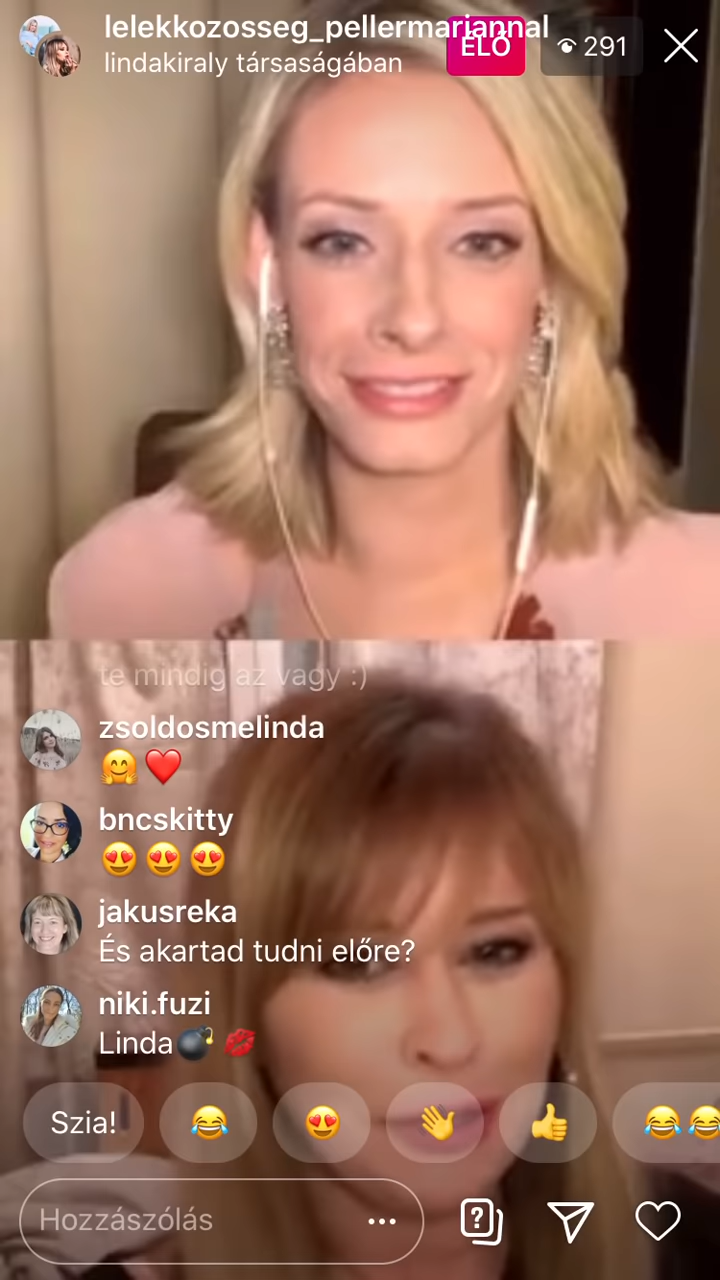 lelekkozosseg_pellermariannal
ÉLŐ
291
lindakiraly társaságában
te mindig az vagy :)
zsoldosmelinda
🤗❤️
bncskitty
😍😍😍
jakusreka
És akartad tudni előre?
niki.fuzi
Linda💣💋
Szia! 😂 😍 👋 👍 😂😂
Hozzászólás